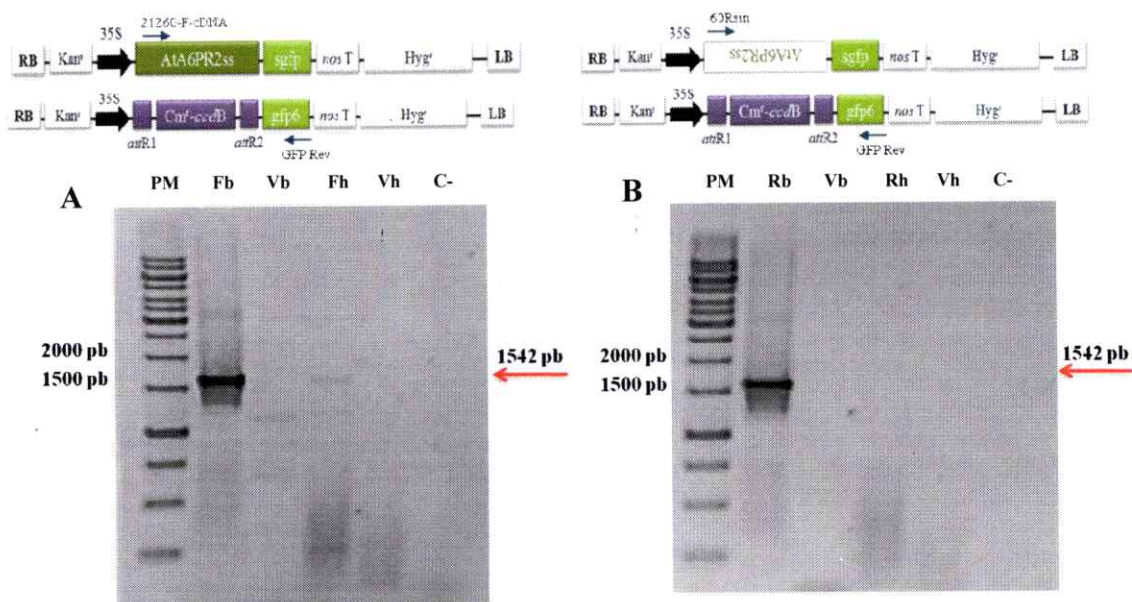 21260-F-cDNA
35S
RB Kanʳ AtA6PR2ss sgfp nos T Hygʳ LB
35S
RB Kanʳ Cmʳ-ccdB gfp6 nos T Hygʳ LB
attR1 attR2 GFP Rev
PM Fb Vb Fh Vh C-
A
2000 pb
1500 pb
1542 pb
35S
RB Kanʳ AtA6PR2ss sgfp nos T Hygʳ LB
35S
RB Kanʳ Cmʳ-ccdB gfp6 nos T Hygʳ LB
attR1 attR2 GFP Rev
PM Rb Vb Rh Vh C-
B
2000 pb
1500 pb
1542 pb